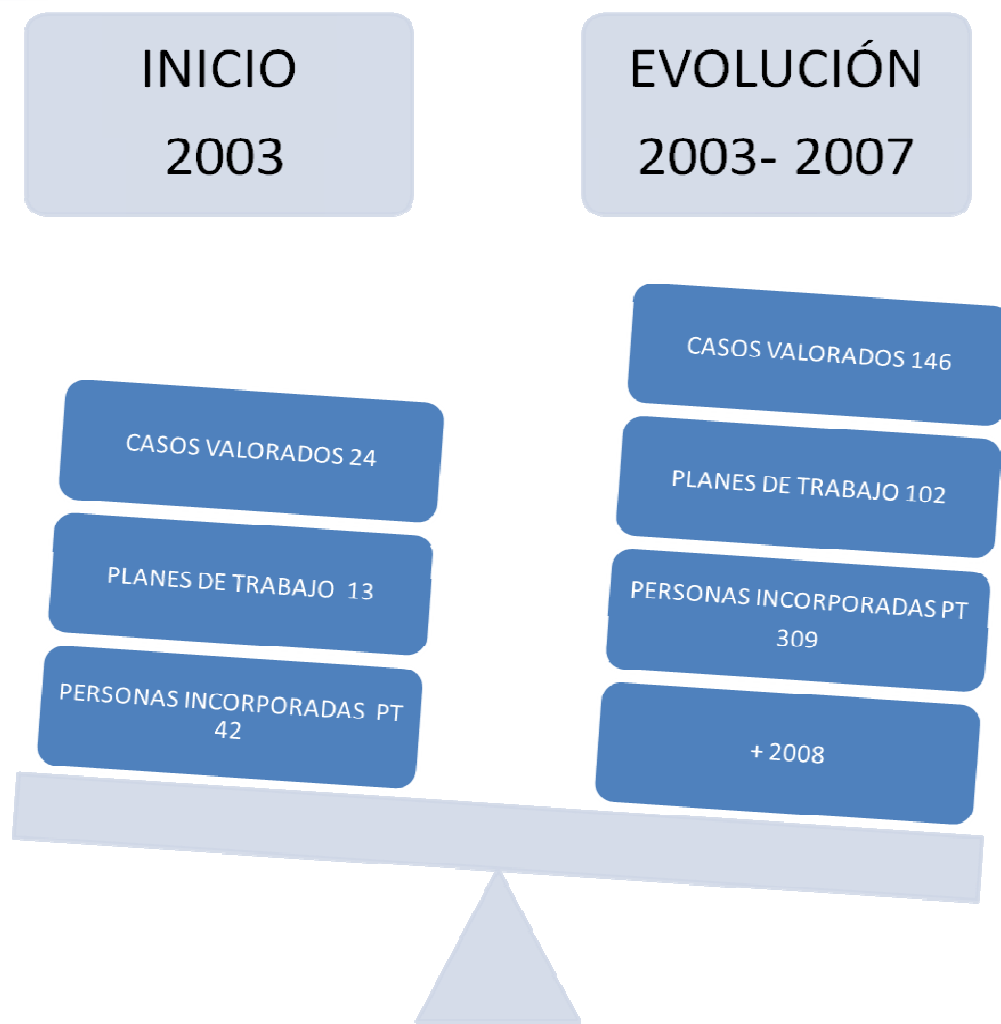 INICIO
2003
EVOLUCIÓN
2003- 2007
CASOS VALORADOS 24
PLANES DE TRABAJO  13
PERSONAS INCORPORADAS  PT
42
CASOS VALORADOS 146
PLANES DE TRABAJO 102
PERSONAS INCORPORADAS PT
309
+ 2008